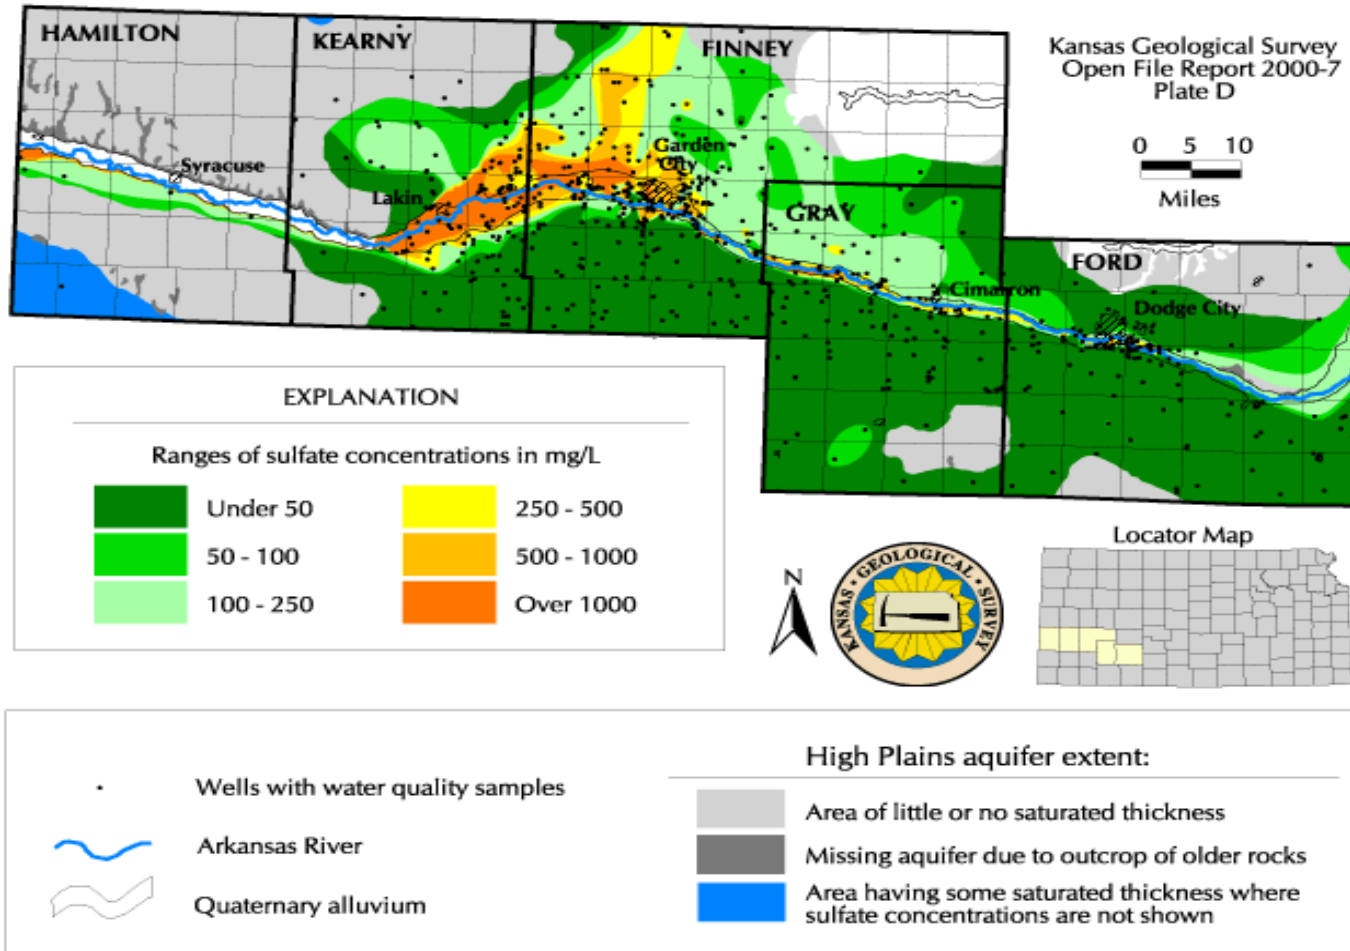 HAMILTON
KEARNY
FINNEY
Kansas Geological Survey
Open File Report 2000-7
Plate D
0 5 10
Miles
Syracuse
Lakin
Garden
City
GRAY
Cimarron
FORD
Dodge City
EXPLANATION
Ranges of sulfate concentrations in mg/L
Under 50
250 - 500
50 - 100
500 - 1000
100 - 250
Over 1000
N
KANSAS • GEOLOGICAL • SURVEY
Locator Map
Wells with water quality samples
Arkansas River
Quaternary alluvium
High Plains aquifer extent:
Area of little or no saturated thickness
Missing aquifer due to outcrop of older rocks
Area having some saturated thickness where
sulfate concentrations are not shown